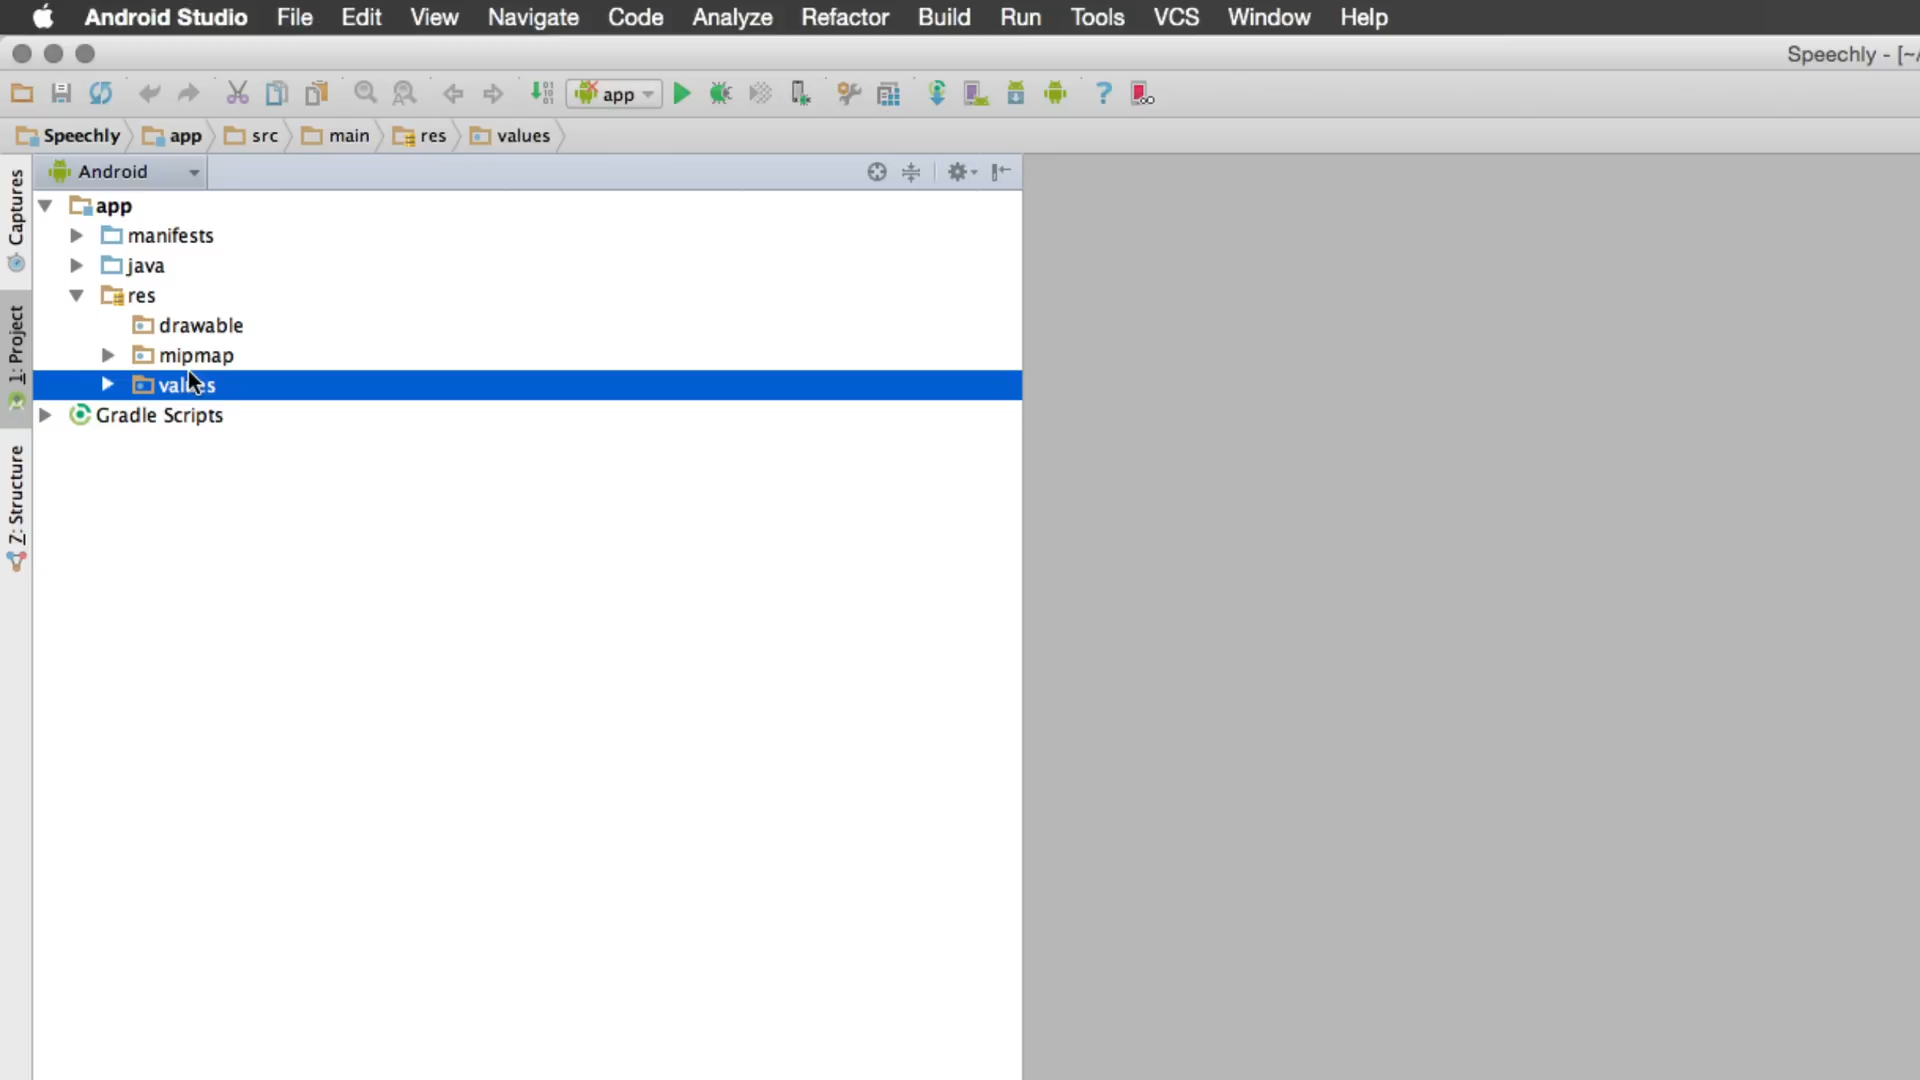 Android Studio File Edit View Navigate Code Analyze Refactor Build Run Tools VCS Window Help
Speechly - [~/
app
?
Speechly app src main res values
Android
Captures
1: Project
Z: Structure
app
manifests
java
res
drawable
mipmap
values
Gradle Scripts